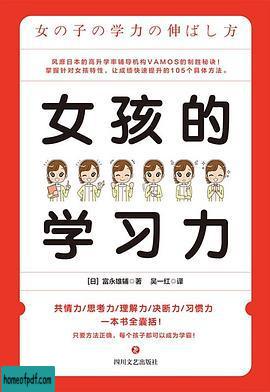 女の子の学力の伸ばし方
风靡日本的高升学率辅导机构VAMOS的制胜秘诀!
掌握针对女孩特性,让成绩快速提升的105个具体方法。
女孩的
学习力
[日] 富永雄辅◎著 吴一红◎译
共情力/思考力/理解力/决断力/习惯力
一本书全囊括!
只要方法正确,每个孩子都可以成为学霸!
四川文艺出版社
homeofpdf.com